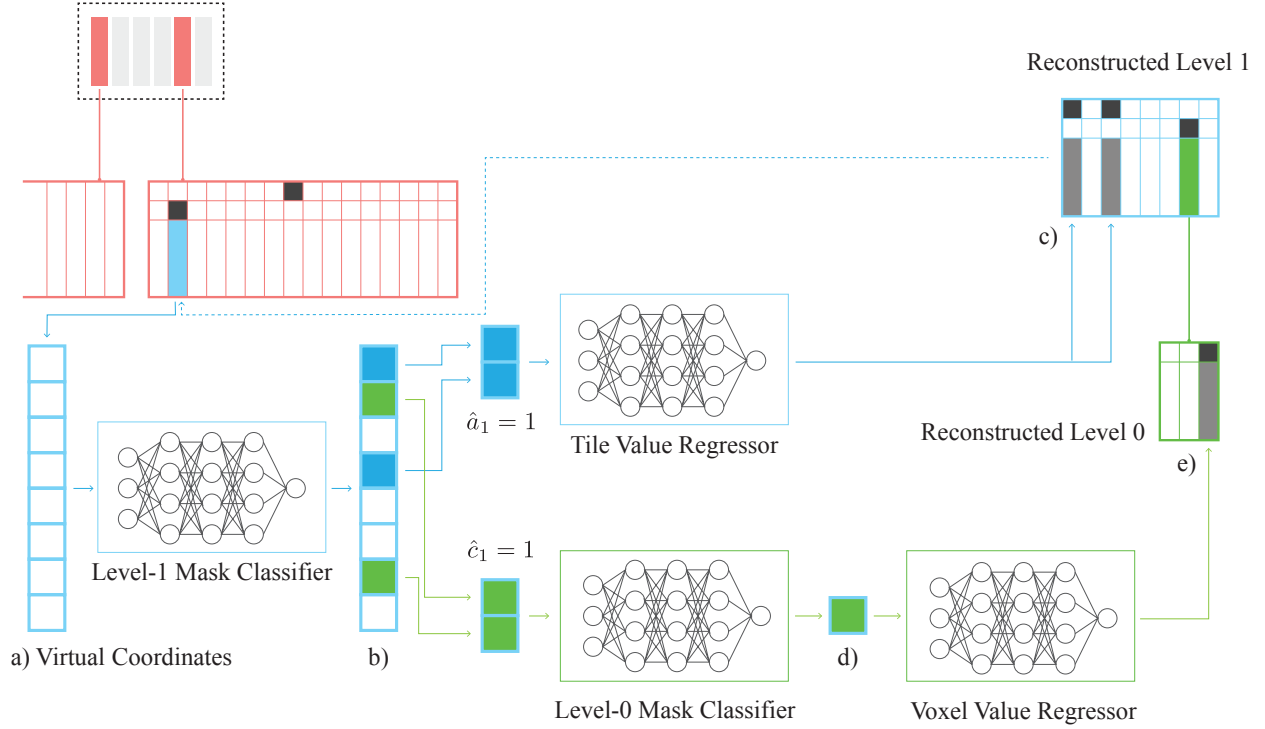 Reconstructed Level 1
c)
â₁ = 1
Tile Value Regressor
Reconstructed Level 0
e)
Level-1 Mask Classifier
ĉ₁ = 1
a) Virtual Coordinates
b)
d)
Level-0 Mask Classifier
Voxel Value Regressor